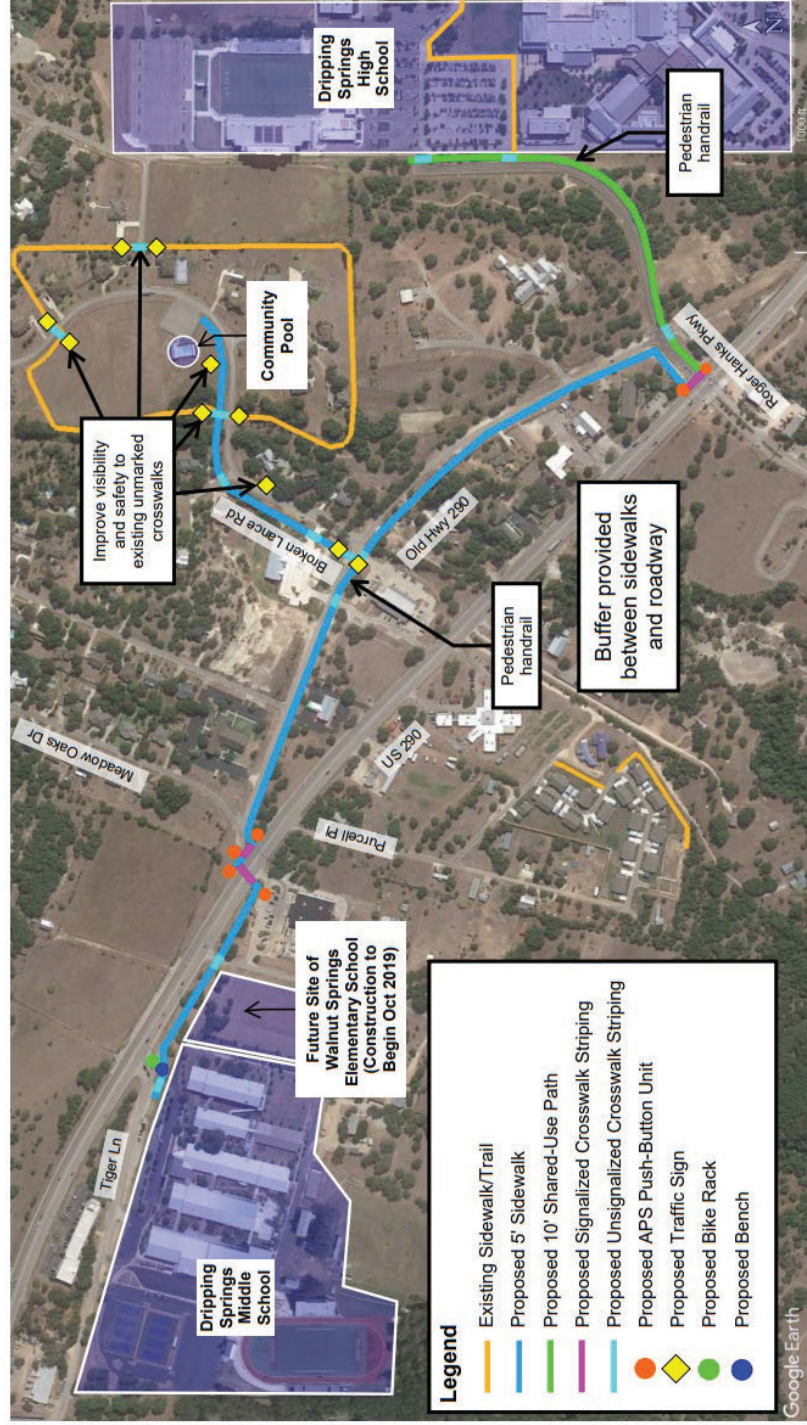 Tiger Ln
Meadow Oaks Dr
Improve visibility
and safety to
existing unmarked
crosswalks
Dripping
Springs
High
School
Community
Pool
Broken Lance Rd
Old Hwy 290
Pedestrian
handrail
N
Dripping
Springs
Middle
School
Future Site of
Walnut Springs
Elementary School
(Construction to
Begin Oct 2019)
Purcell Pl
US 290
Pedestrian
handrail
Buffer provided
between sidewalks
and roadway
Roger Hanks Pkwy
Legend
Existing Sidewalk/Trail
Proposed 5' Sidewalk
Proposed 10' Shared-Use Path
Proposed Signalized Crosswalk Striping
Proposed Unsignalized Crosswalk Striping
Proposed APS Push-Button Unit
Proposed Traffic Sign
Proposed Bike Rack
Proposed Bench
Google Earth